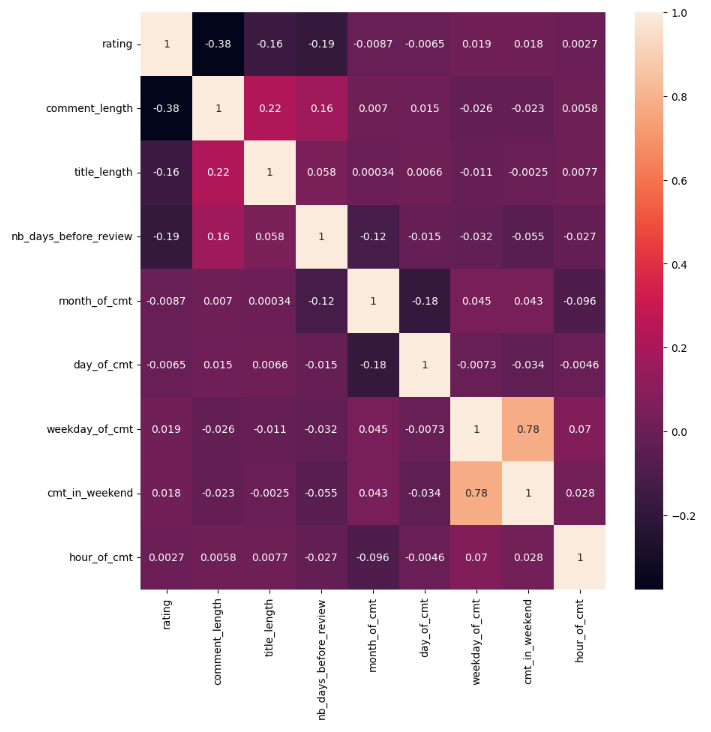 rating 1 -0.38 -0.16 -0.19 -0.0087 -0.0065 0.019 0.018 0.0027
comment_length -0.38 1 0.22 0.16 0.007 0.015 -0.026 -0.023 0.0058
title_length -0.16 0.22 1 0.058 0.00034 0.0066 -0.011 -0.0025 0.0077
nb_days_before_review -0.19 0.16 0.058 1 -0.12 -0.015 -0.032 -0.055 -0.027
month_of_cmt -0.0087 0.007 0.00034 -0.12 1 -0.18 0.045 0.043 -0.096
day_of_cmt -0.0065 0.015 0.0066 -0.015 -0.18 1 -0.0073 -0.034 -0.0046
weekday_of_cmt 0.019 -0.026 -0.011 -0.032 0.045 -0.0073 1 0.78 0.07
cmt_in_weekend 0.018 -0.023 -0.0025 -0.055 0.043 -0.034 0.78 1 0.028
hour_of_cmt 0.0027 0.0058 0.0077 -0.027 -0.096 -0.0046 0.07 0.028 1
rating
comment_length
title_length
nb_days_before_review
month_of_cmt
day_of_cmt
weekday_of_cmt
cmt_in_weekend
hour_of_cmt
1.0
0.8
0.6
0.4
0.2
0.0
−0.2